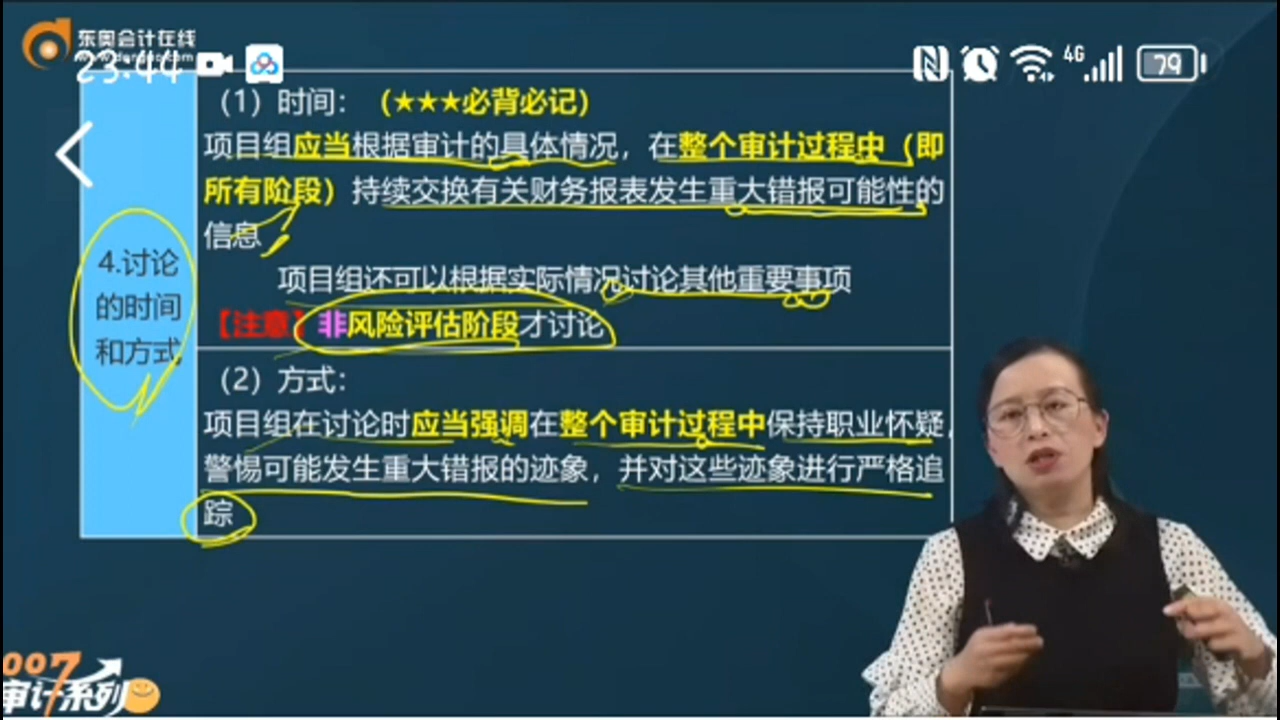 东奥会计在线
www.dongao.com
23:44
4G
79
(1)时间：(★★★必背必记)
项目组应当根据审计的具体情况，在整个审计过程中（即
所有阶段）持续交换有关财务报表发生重大错报可能性的
信息
项目组还可以根据实际情况讨论其他重要事项
【注意】非风险评估阶段才讨论
4.讨论
的时间
和方式
(2)方式：
项目组在讨论时应当强调在整个审计过程中保持职业怀疑，
警惕可能发生重大错报的迹象，并对这些迹象进行严格追
踪
007
审计系列